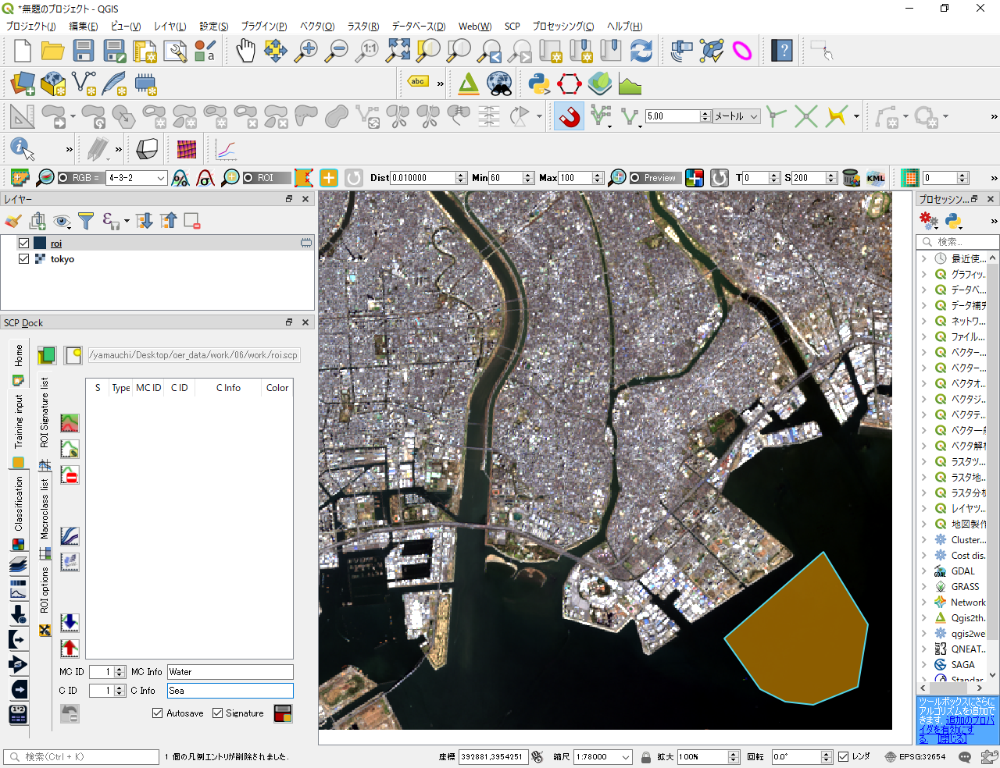 *無題のプロジェクト - QGIS
プロジェクト(J) 編集(E) ビュー(V) レイヤ(L) 設定(S) プラグイン(P) ベクタ(O) ラスタ(R) データベース(D) Web(W) SCP プロセッシング(C) ヘルプ(H)
1:1
abc
5.00 メートル
RGB = 4-3-2 ROI Dist 0.010000 Min 60 Max 100 Preview T 0 S 200 KML 0
レイヤー
roi
tokyo
SCP Dock
Home
Training input
Classification
ROI Signature list
Macroclass list
ROI options
/yamauchi/Desktop/oer_data/work/06/work/roi.scp
S Type MC ID C ID C Info Color
MC ID 1 MC Info Water
C ID 1 C Info Sea
Autosave Signature
プロセッシン...
検索...
最近使...
グラフィッ...
データベ...
データ補完
ネットワ...
ファイル...
ベクター...
ベクター...
ベクタオ...
ベクタジ...
ベクタテ...
ベクター一般
ベクタ解析
ラスタツ...
ラスタ地...
ラスタ分析
レイヤツ...
地図製作
Cluster...
Cost dis...
GDAL
GRASS
Network
Qgis2th...
qgis2we
QNEAT...
SAGA
Standar
ツールボックスにさらに
アルゴリズムを追加で
きます. 追加のプロバ
イダを有効にす
る. [閉じる]
検索(Ctrl + K) 1 個の凡例エントリが削除されました. 座標 392881,3954251 縮尺 1:78000 拡大 100% 回転 0.0° レンダ EPSG:32654